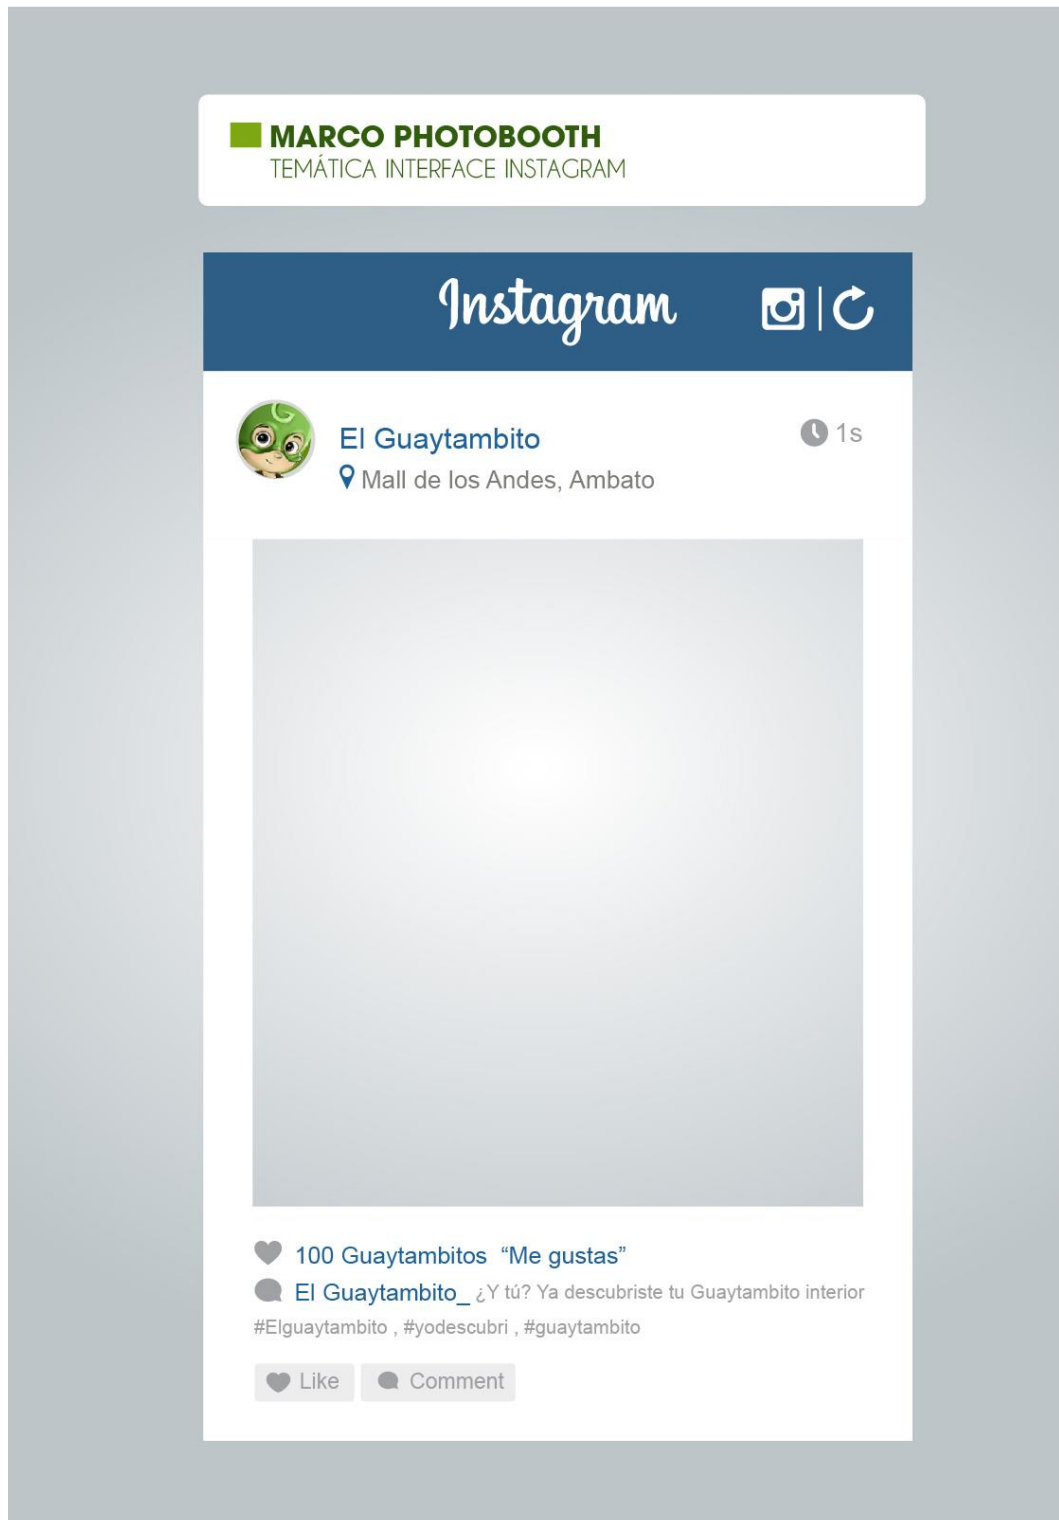 MARCO PHOTOBOOTH
TEMÁTICA INTERFACE INSTAGRAM
Instagram
El Guaytambito
1s
Mall de los Andes, Ambato
100 Guaytambitos “Me gustas”
El Guaytambito_ ¿Y tú? Ya descubriste tu Guaytambito interior
#Elguaytambito , #yodescubri , #guaytambito
Like Comment